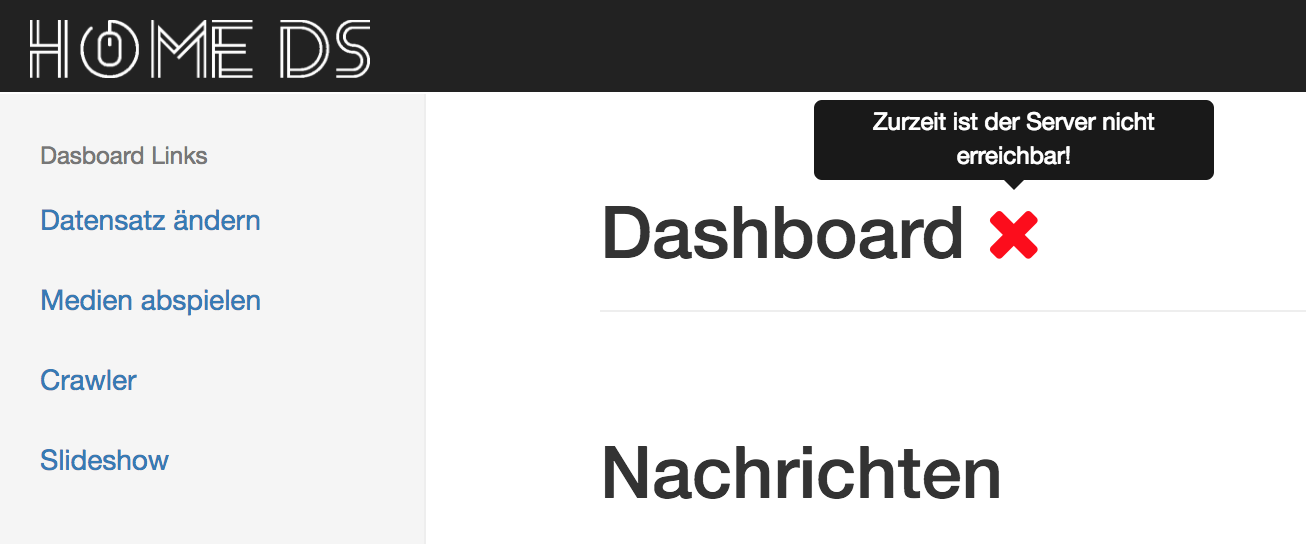 HOME DS
Dasboard Links
Datensatz ändern
Medien abspielen
Crawler
Slideshow
Zurzeit ist der Server nicht
erreichbar!
Dashboard
Nachrichten